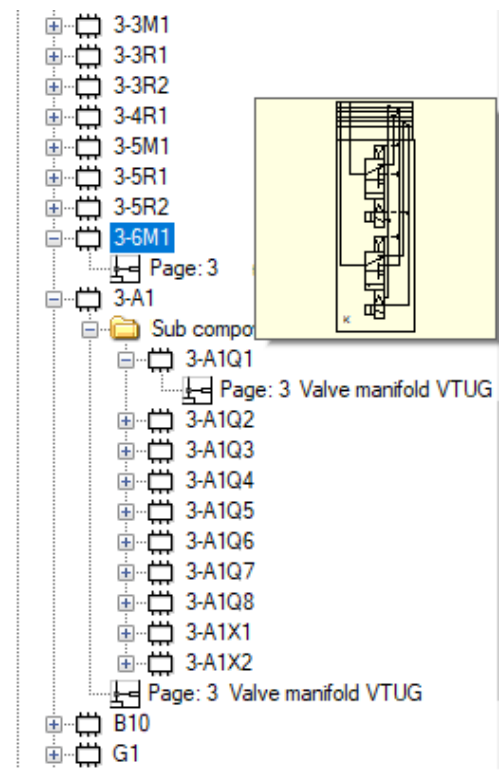 3-3M1
3-3R1
3-3R2
3-4R1
3-5M1
3-5R1
3-5R2
3-6M1
Page: 3
3-A1
Sub compo
3-A1Q1
Page: 3 Valve manifold VTUG
3-A1Q2
3-A1Q3
3-A1Q4
3-A1Q5
3-A1Q6
3-A1Q7
3-A1Q8
3-A1X1
3-A1X2
Page: 3 Valve manifold VTUG
B10
G1